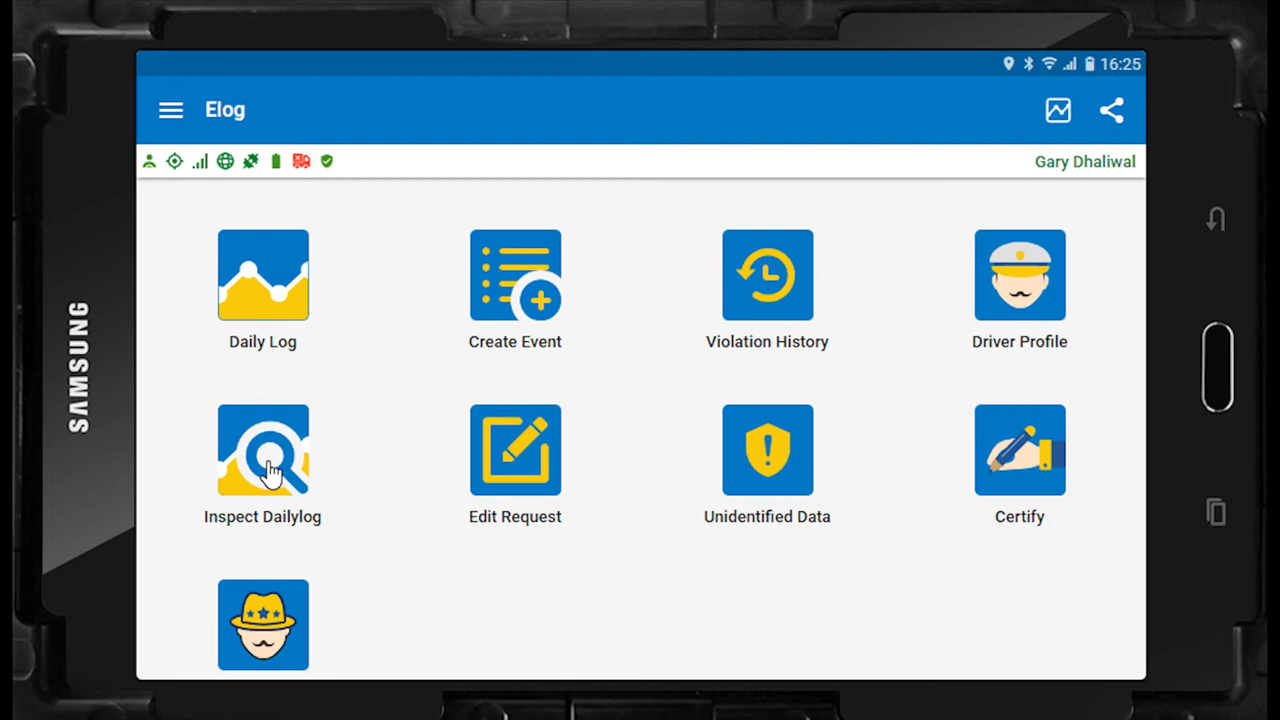 16:25
Elog
Gary Dhaliwal
Daily Log
Create Event
Violation History
Driver Profile
SAMSUNG
Inspect Dailylog
Edit Request
Unidentified Data
Certify